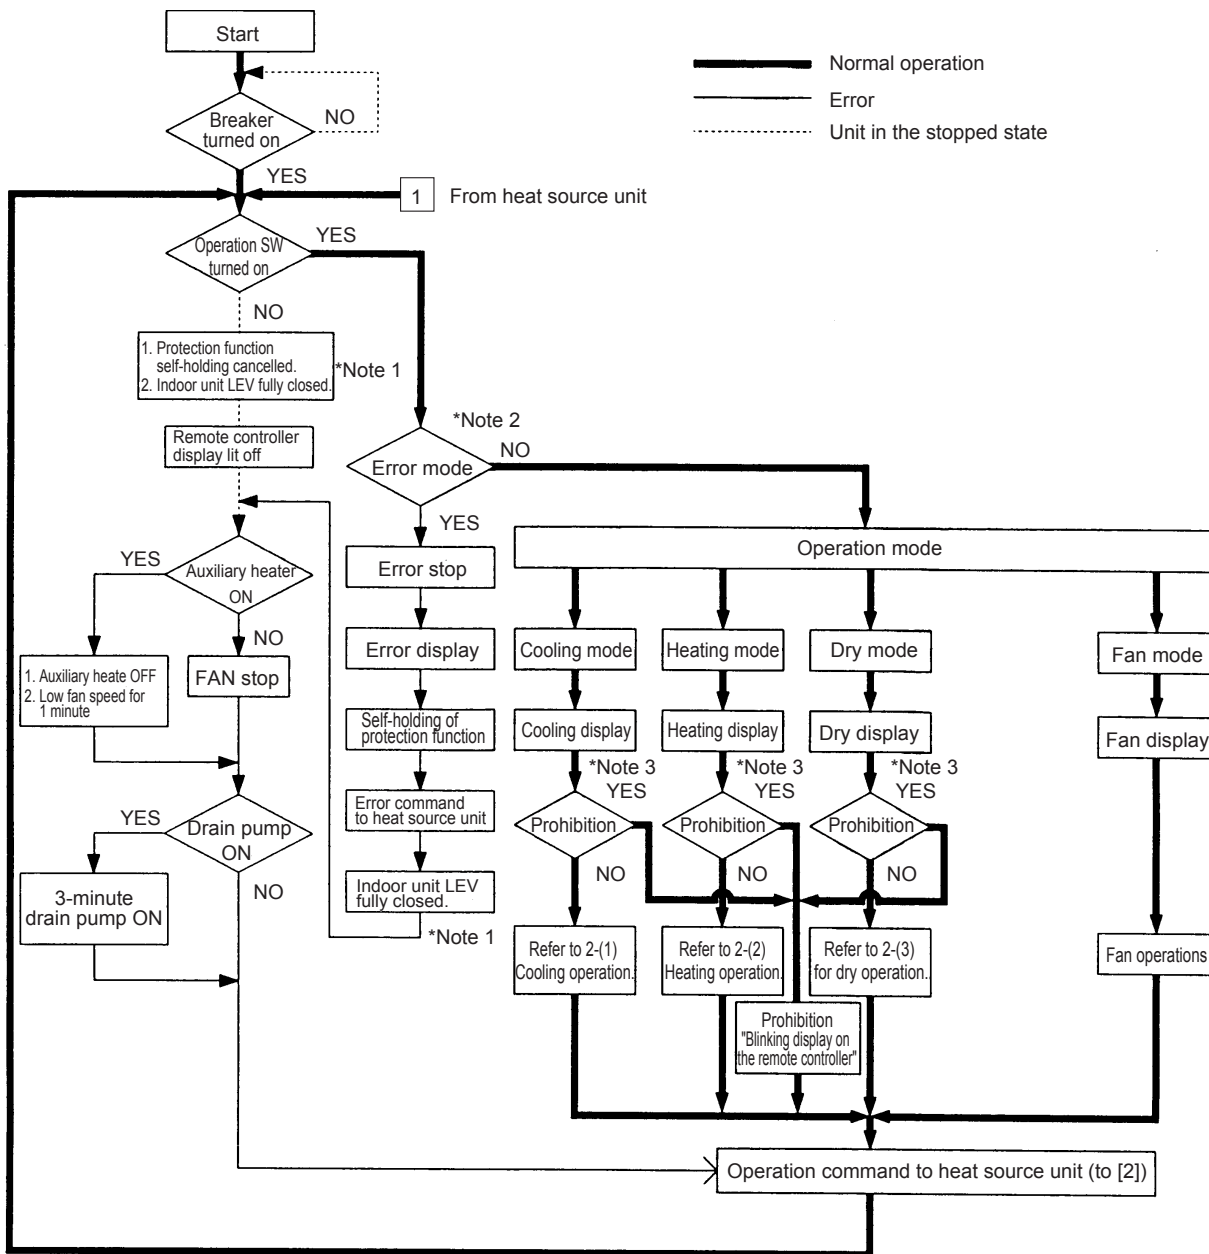 Start
Normal operation
Error
Unit in the stopped state
Breaker
turned on
NO
YES
1
From heat source unit
Operation SW
turned on
YES
NO
1. Protection function
self-holding cancelled.
2. Indoor unit LEV fully closed.
*Note 1
Remote controller
display lit off
*Note 2
Error mode
NO
YES
Operation mode
YES
Auxiliary heater
ON
NO
Error stop
1. Auxiliary heate OFF
2. Low fan speed for
1 minute
FAN stop
Error display
Cooling mode
Heating mode
Dry mode
Fan mode
Self-holding of
protection function
Cooling display
Heating display
Dry display
Fan display
*Note 3
YES
*Note 3
YES
*Note 3
YES
Error command
to heat source unit
Prohibition
Prohibition
Prohibition
NO
NO
NO
YES
Drain pump
ON
NO
3-minute
drain pump ON
Indoor unit LEV
fully closed.
*Note 1
Refer to 2-(1)
Cooling operation.
Refer to 2-(2)
Heating operation.
Refer to 2-(3)
for dry operation.
Fan operations
Prohibition
"Blinking display on
the remote controller"
Operation command to heat source unit (to [2])